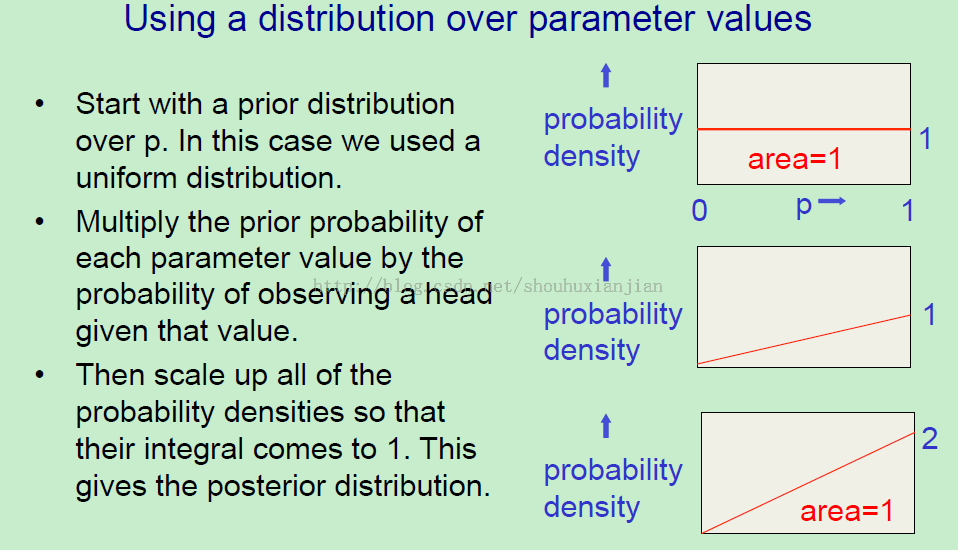 Using a distribution over parameter values
• Start with a prior distribution
over p. In this case we used a
uniform distribution.
• Multiply the prior probability of
each parameter value by the
probability of observing a head
given that value.
• Then scale up all of the
probability densities so that
their integral comes to 1. This
gives the posterior distribution.
probability
density
area=1
1
0
p
1
http://blog.csdn.net/shouhuxianjian
probability
density
1
probability
density
2
area=1